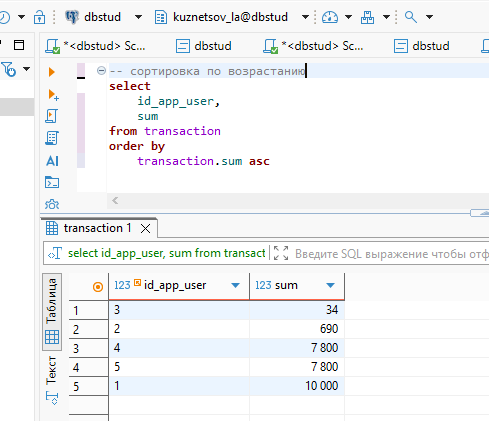 dbstud
kuznetsov_la@dbstud
*<dbstud> Sc...
dbstud
*<dbstud> Sc...
dbstud
-- сортировка по возрастанию
select
id_app_user,
sum
from transaction
order by
transaction.sum asc
AI
transaction 1
select id_app_user, sum from transact
Введите SQL выражение чтобы отф
Таблица
Текст
123 id_app_user
123 sum
1 3 34
2 2 690
3 4 7 800
4 5 7 800
5 1 10 000